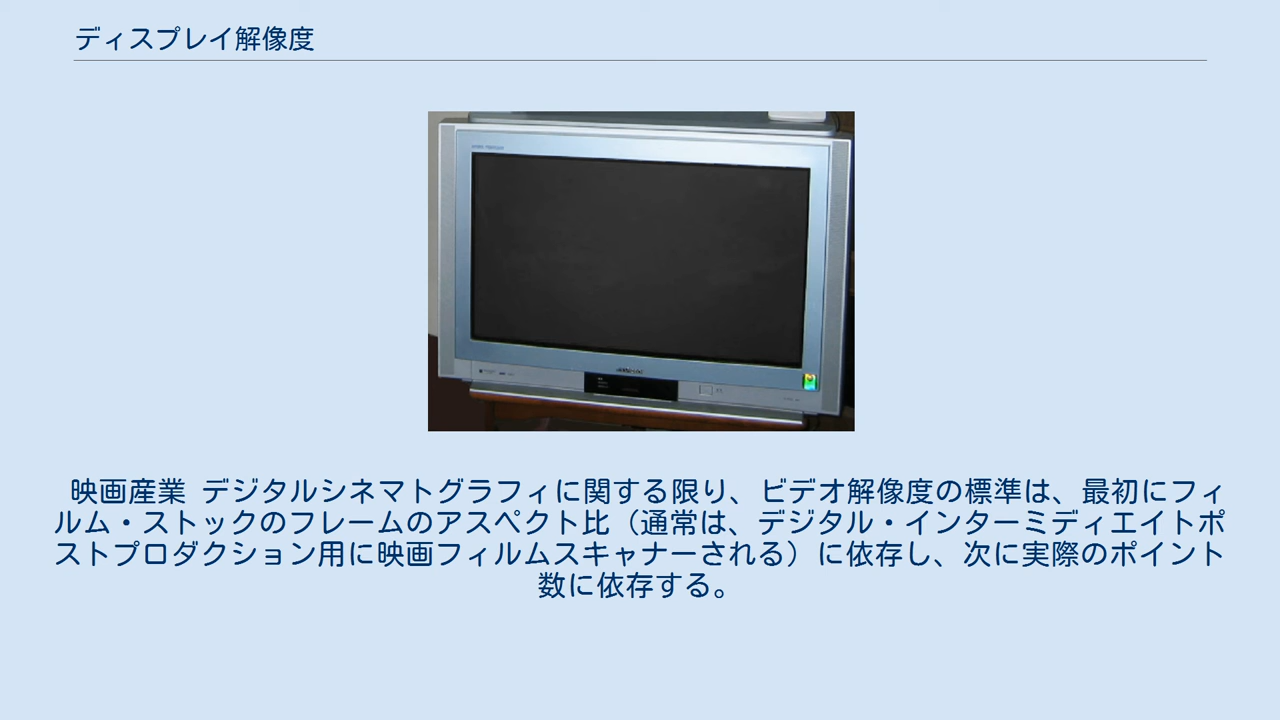 ディスプレイ解像度
映画産業 デジタルシネマトグラフィに関する限り、ビデオ解像度の標準は、最初にフィ
ルム・ストックのフレームのアスペクト比（通常は、デジタル・インターミディエイトポ
ストプロダクション用に映画フィルムスキャナーされる）に依存し、次に実際のポイント
数に依存する。